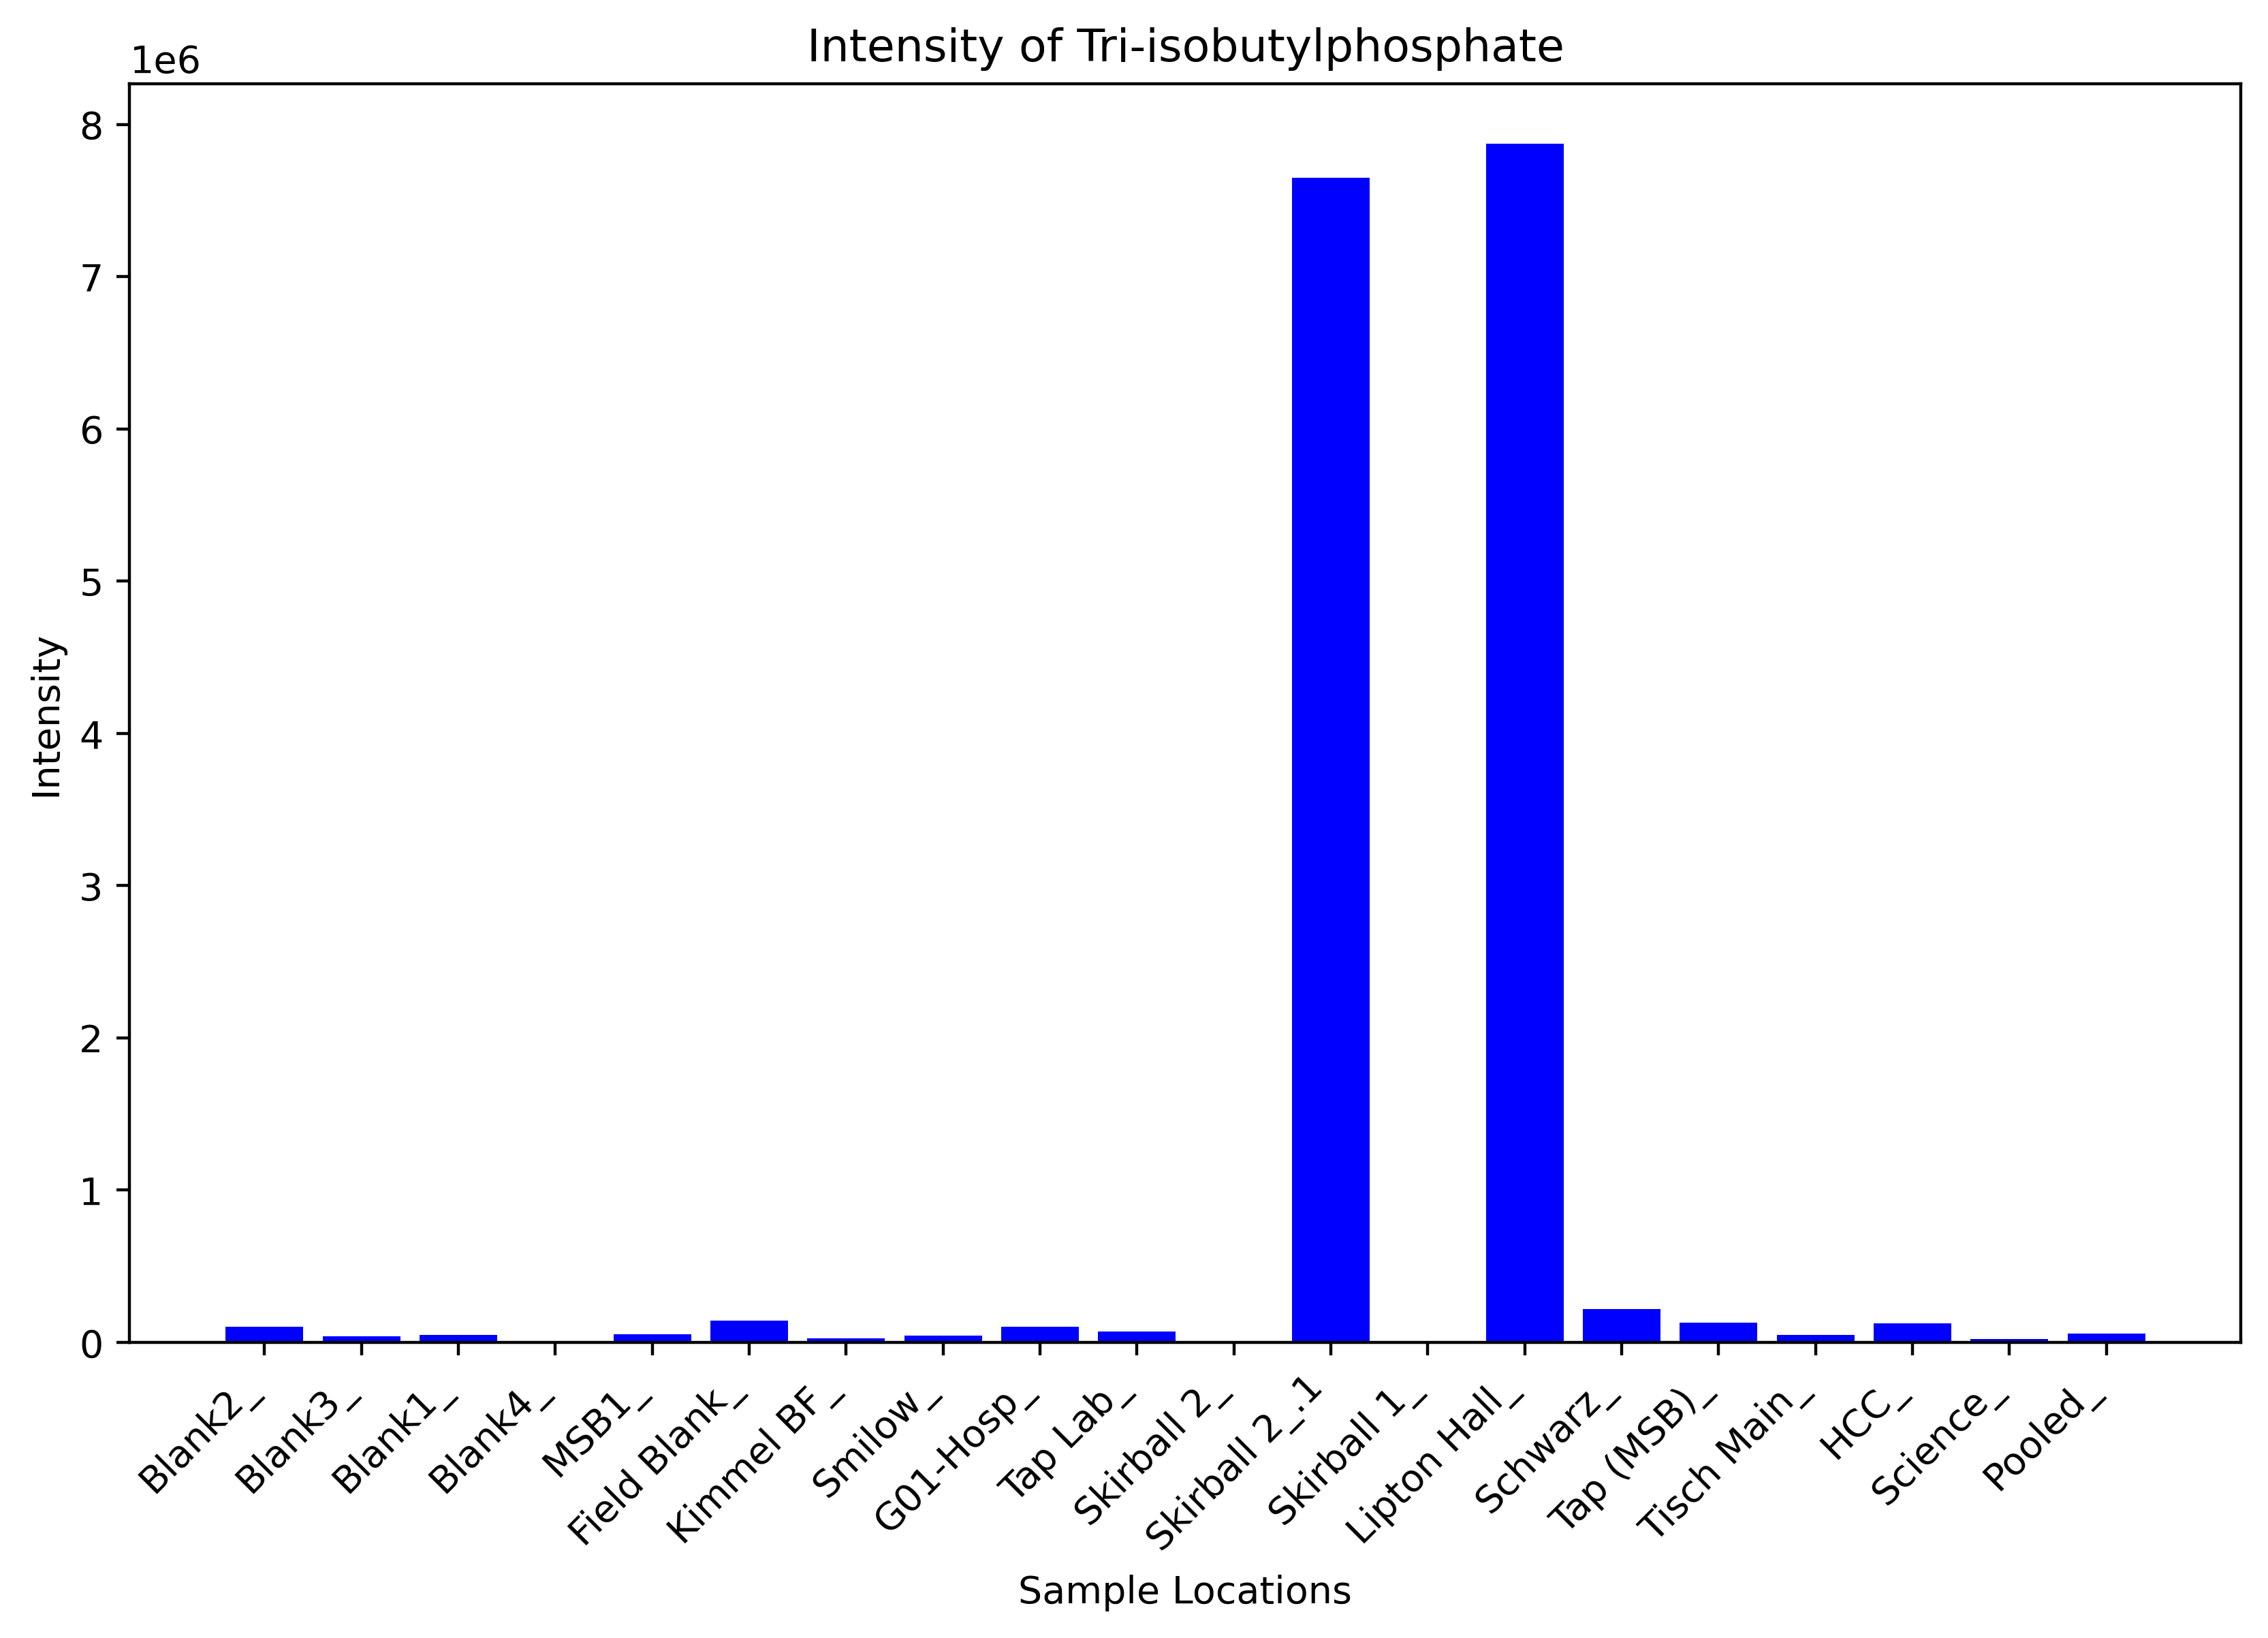 Intensity of Tri-isobutylphosphate
1e6
8
7
6
5
4
3
2
1
0
Intensity
Blank2_
Blank3_
Blank1_
Blank4_
MSB1_
Field Blank_
Kimmel BF_
Smilow_
G01-Hosp_
Tap Lab_
Skirball 2_
Skirball 2_.1
Skirball 1_
Lipton Hall_
Schwarz_
Tap (MSB)_
Tisch Main_
HCC_
Science_
Pooled_
Sample Locations